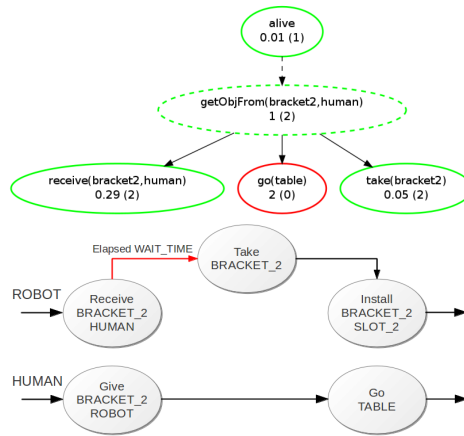 alive
0.01 (1)
getObjFrom(bracket2,human)
1 (2)
receive(bracket2,human)
0.29 (2)
go(table)
2 (0)
take(bracket2)
0.05 (2)
Elapsed WAIT_TIME
Take
BRACKET_2
ROBOT
Receive
BRACKET_2
HUMAN
Install
BRACKET_2
SLOT_2
HUMAN
Give
BRACKET_2
ROBOT
Go
TABLE